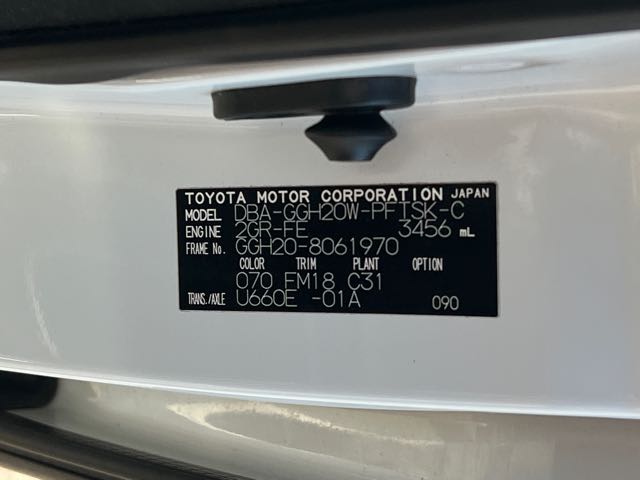 TOYOTA MOTOR CORPORATION JAPAN
MODEL DBA-GGH20W-PFTSK-C
ENGINE 2GR-FE 3456 mL
FRAME No. GGH20-8061970
COLOR TRIM PLANT OPTION
070 FM18 C31
TRANS./AXLE U660E -01A 090